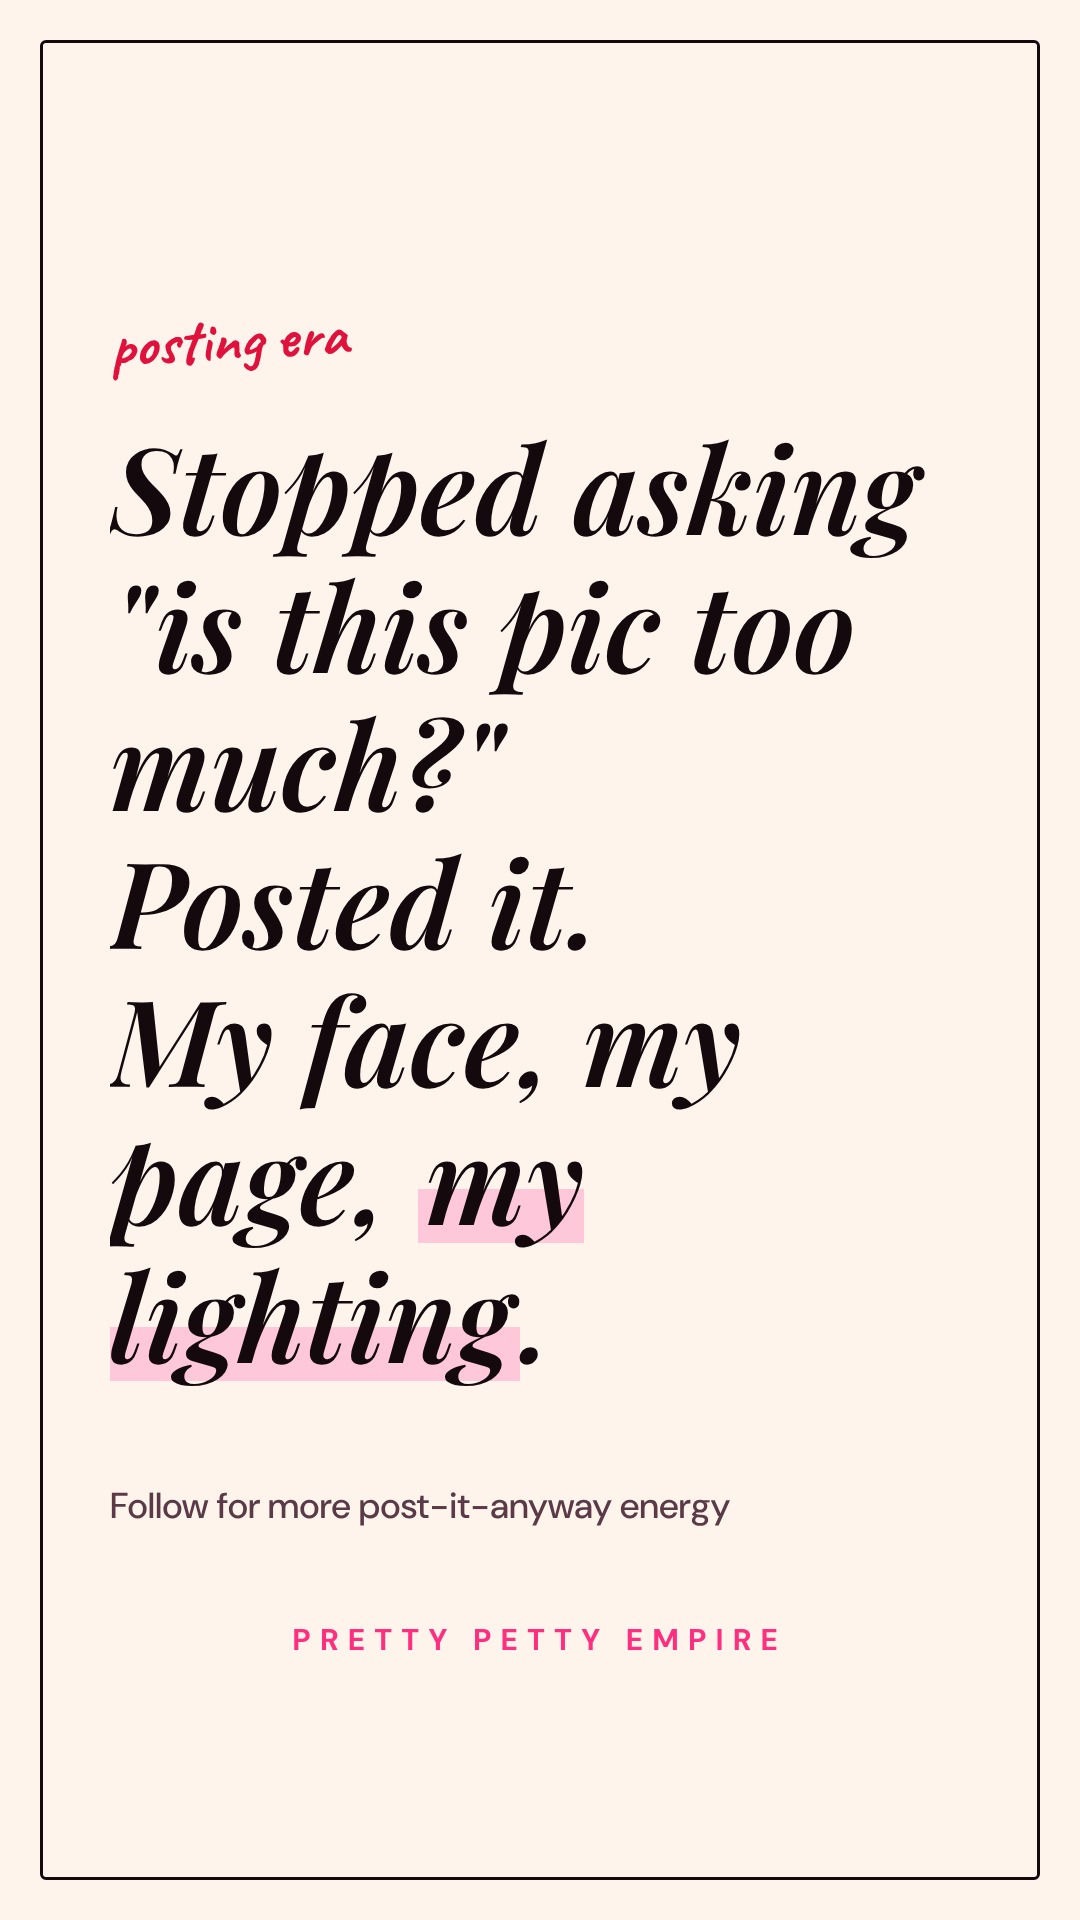 posting era
Stopped asking
"is this pic too
much?"
Posted it.
My face, my
page, my
lighting.
Follow for more post-it-anyway energy
PRETTY PETTY EMPIRE